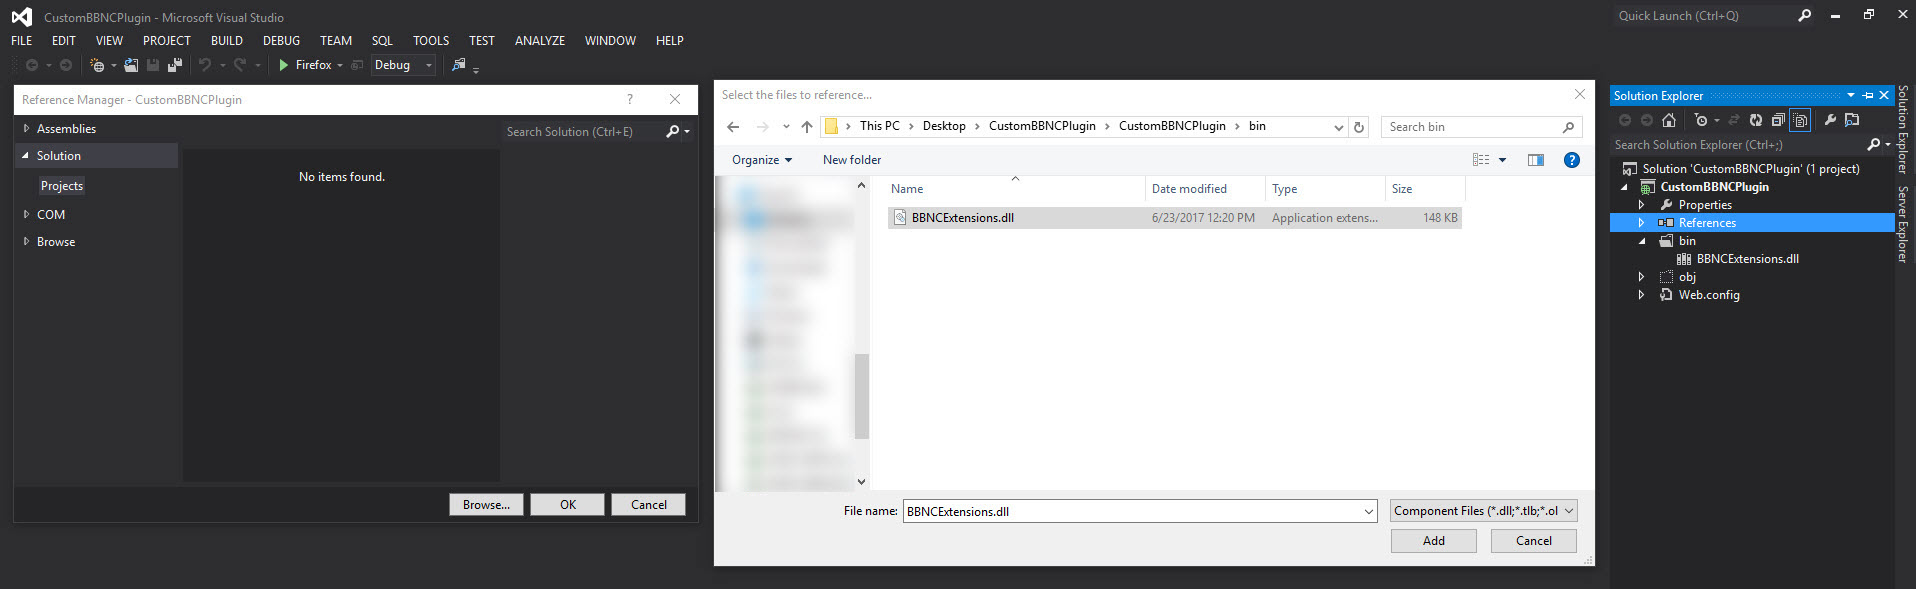 CustomBBNCPlugin - Microsoft Visual Studio
Quick Launch (Ctrl+Q)
FILE EDIT VIEW PROJECT BUILD DEBUG TEAM SQL TOOLS TEST ANALYZE WINDOW HELP
Firefox Debug
Reference Manager - CustomBBNCPlugin ?
Assemblies
Search Solution (Ctrl+E)
Solution
Projects
COM
Browse
No items found.
Browse... OK Cancel
Select the files to reference...
This PC Desktop CustomBBNCPlugin CustomBBNCPlugin bin
Search bin
Organize New folder
?
Name Date modified Type Size
BBNCExtensions.dll 6/23/2017 12:20 PM Application extens... 148 KB
File name: BBNCExtensions.dll
Component Files (*.dll;*.tlb;*.ol
Add Cancel
Solution Explorer
Search Solution Explorer (Ctrl+;)
Solution 'CustomBBNCPlugin' (1 project)
CustomBBNCPlugin
Properties
References
bin
BBNCExtensions.dll
obj
Web.config
Solution Explorer
Server Explorer